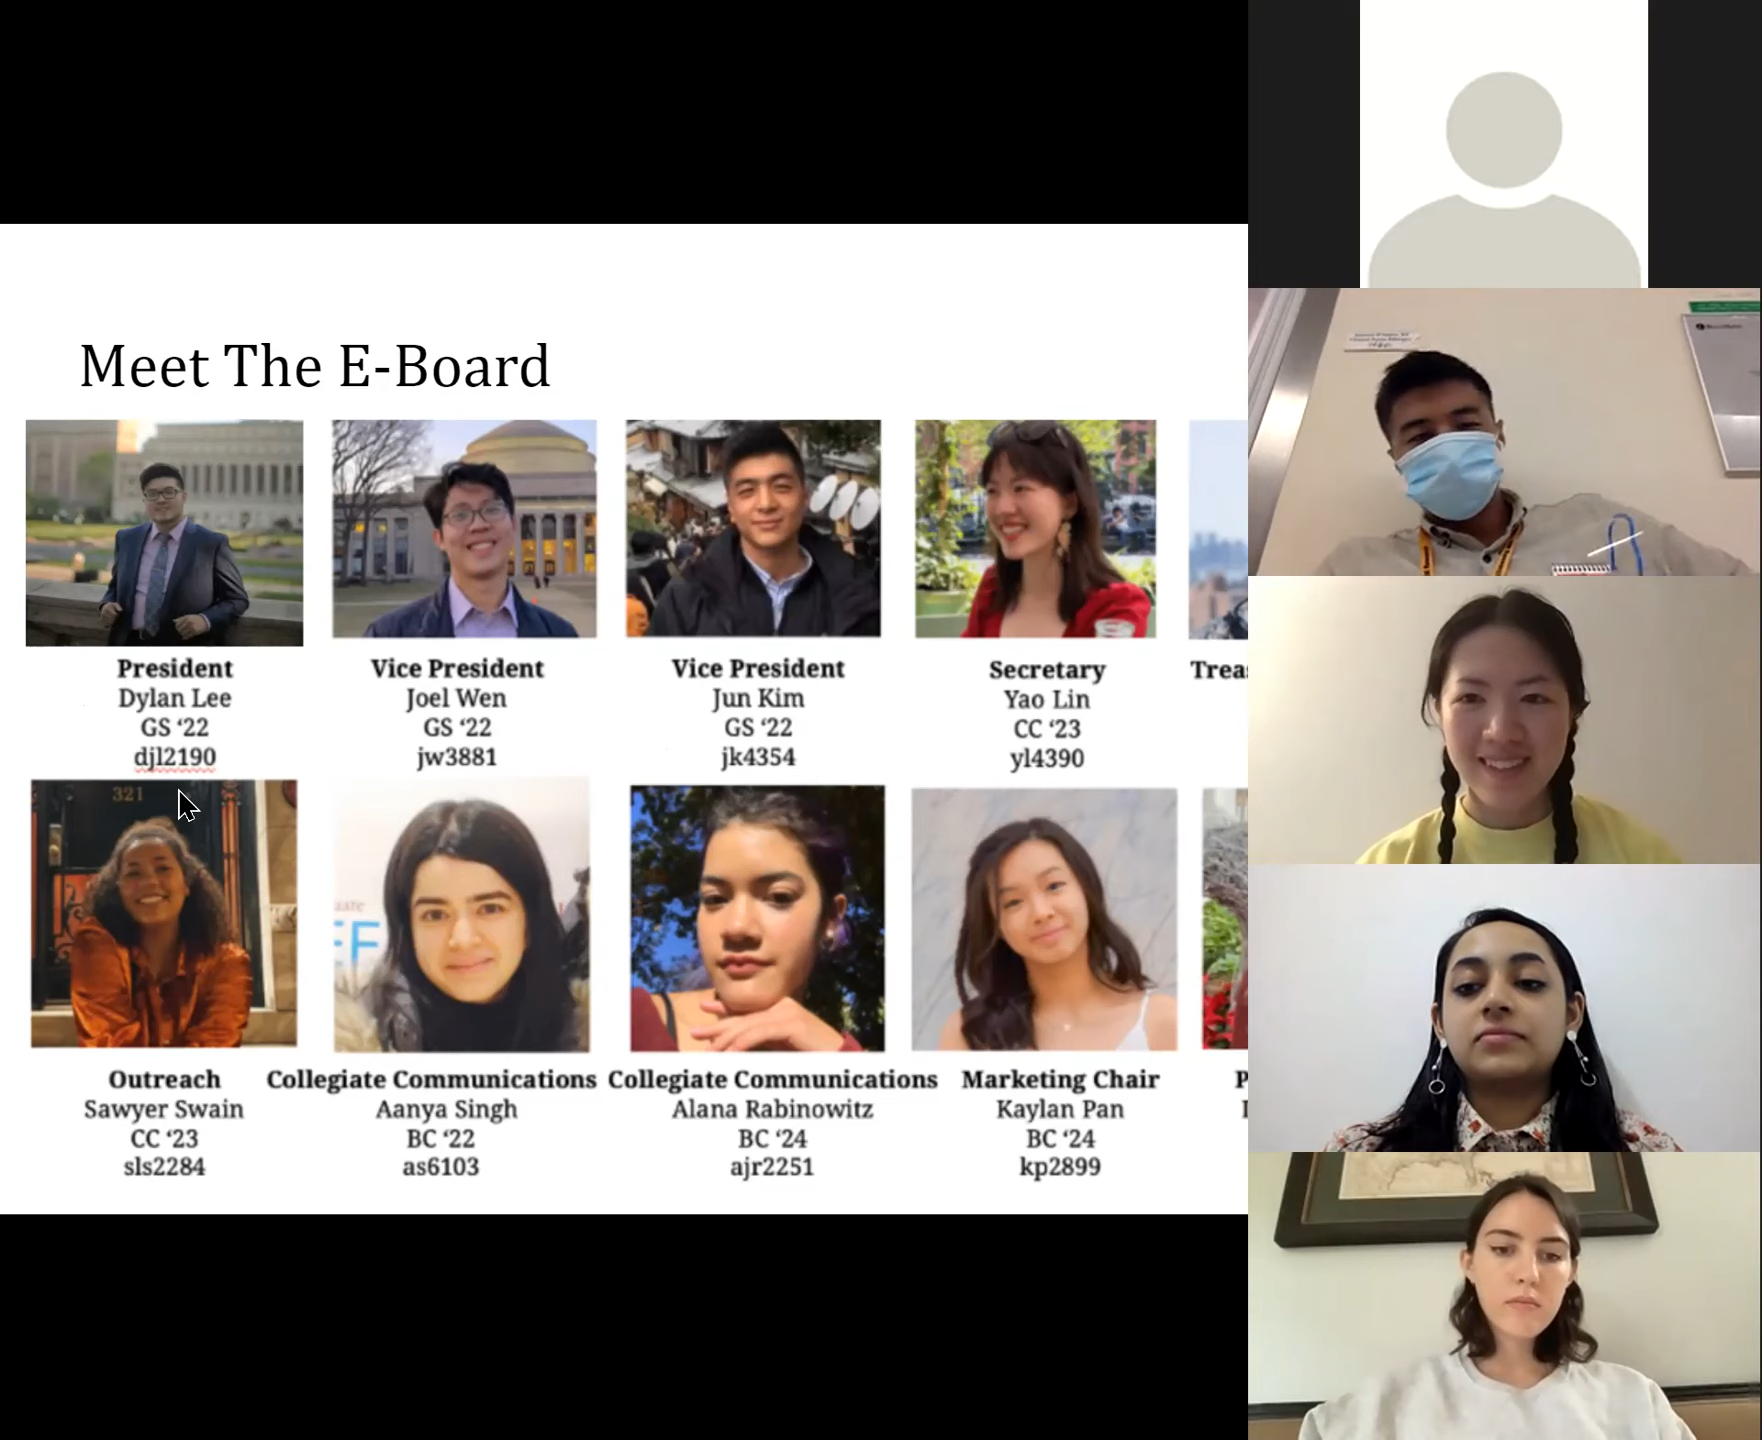 Meet The E-Board
President
Dylan Lee
GS ‘22
djl2190
Vice President
Joel Wen
GS ‘22
jw3881
Vice President
Jun Kim
GS ‘22
jk4354
Secretary
Yao Lin
CC ‘23
yl4390
Treas
321
Outreach
Sawyer Swain
CC ‘23
sls2284
Collegiate Communications
Aanya Singh
BC ‘22
as6103
Collegiate Communications
Alana Rabinowitz
BC ‘24
ajr2251
Marketing Chair
Kaylan Pan
BC ‘24
kp2899
P